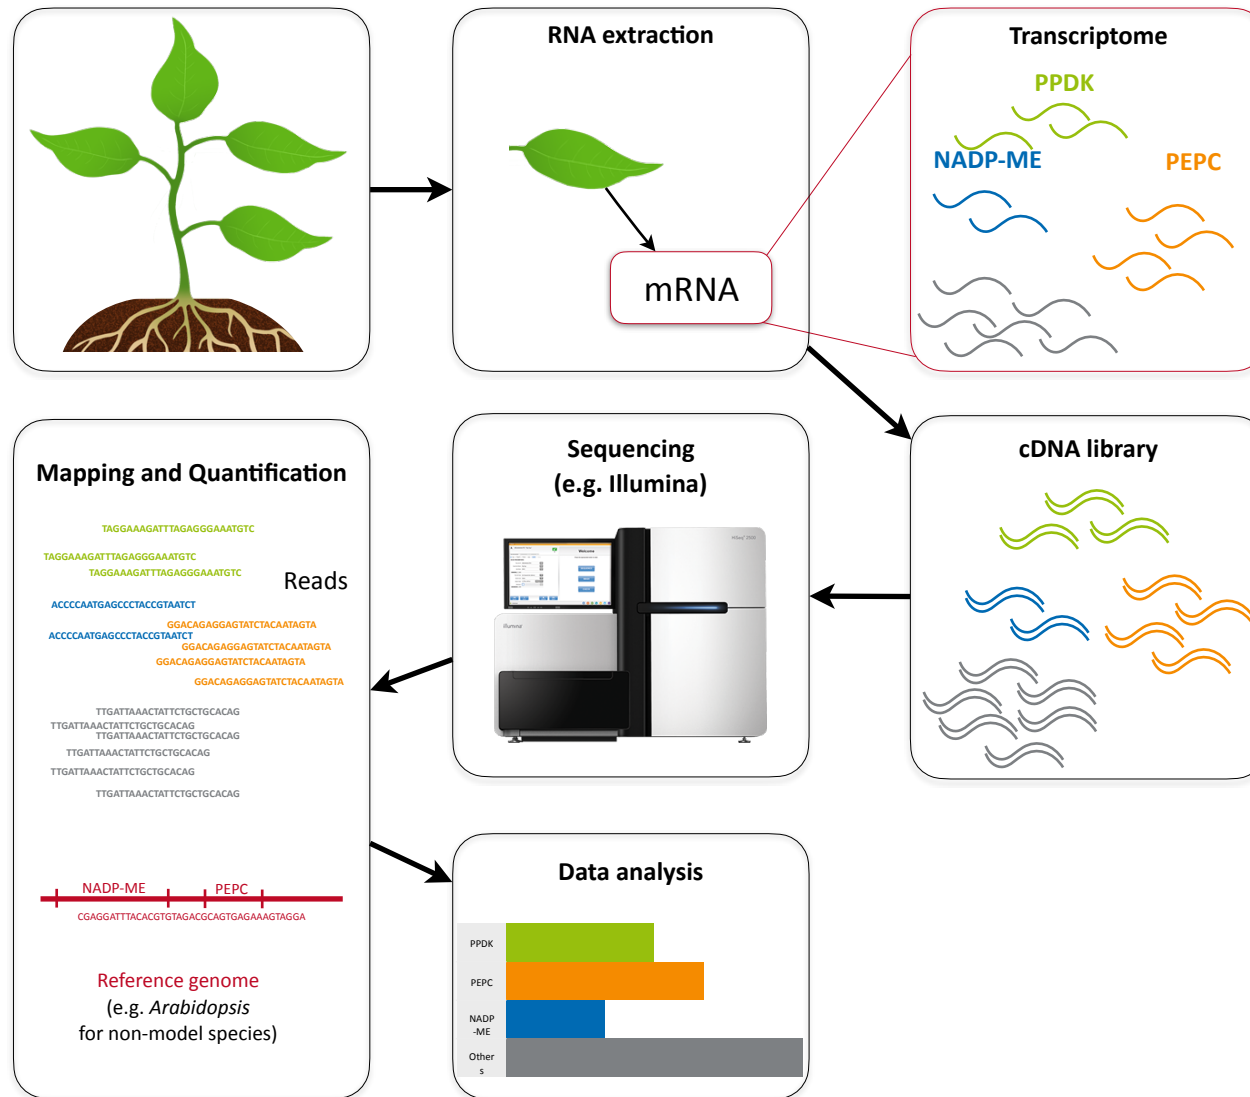 RNA extraction
mRNA
Transcriptome
PPDK
NADP-ME
PEPC
cDNA library
Sequencing
(e.g. Illumina)
Welcome
illumina
Mapping and Quantification
TAGGAAAGATTTAGAGGGAAATGTC
TAGGAAAGATTTAGAGGGAAATGTC
TAGGAAAGATTTAGAGGGAAATGTC
Reads
ACCCCAATGAGCCCTACCGTAATCT
GGACAGAGGAGTATCTACAATAGTA
ACCCCAATGAGCCCTACCGTAATCT
GGACAGAGGAGTATCTACAATAGTA
GGACAGAGGAGTATCTACAATAGTA
GGACAGAGGAGTATCTACAATAGTA
TTGATTAAACTATTCTGCTGCACAG
TTGATTAAACTATTCTGCTGCACAG
TTGATTAAACTATTCTGCTGCACAG
TTGATTAAACTATTCTGCTGCACAG
TTGATTAAACTATTCTGCTGCACAG
TTGATTAAACTATTCTGCTGCACAG
NADP-ME
PEPC
CGAGGATTTACACGTGTAGACGCAGTGAGAAAGTAGGA
Reference genome
(e.g. Arabidopsis
for non-model species)
Data analysis
PPDK
PEPC
NADP
-ME
Other
s